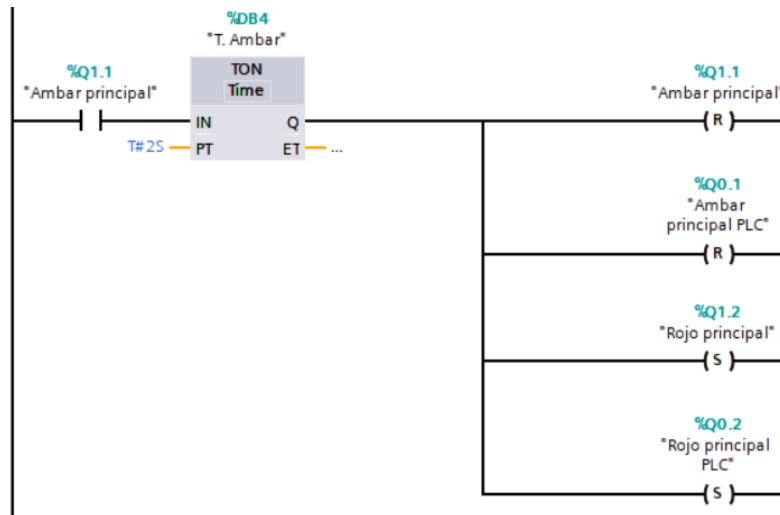 %DB4
"T. Ambar"
%Q1.1
"Ambar principal"
TON
Time
IN
Q
T#2S
PT
ET
...
%Q1.1
"Ambar principal"
R
%Q0.1
"Ambar
principal PLC"
R
%Q1.2
"Rojo principal"
S
%Q0.2
"Rojo principal
PLC"
S